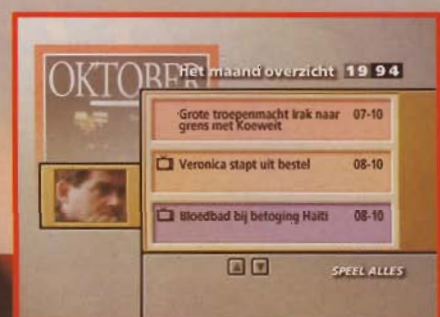 OKTOBER
Het maand overzicht 1994
Grote troepenmacht Irak naar 07-10
grens met Koeweit
Veronica stapt uit bestel 08-10
Bloedbad bij betoging Haïti 08-10
SPEEL ALLES